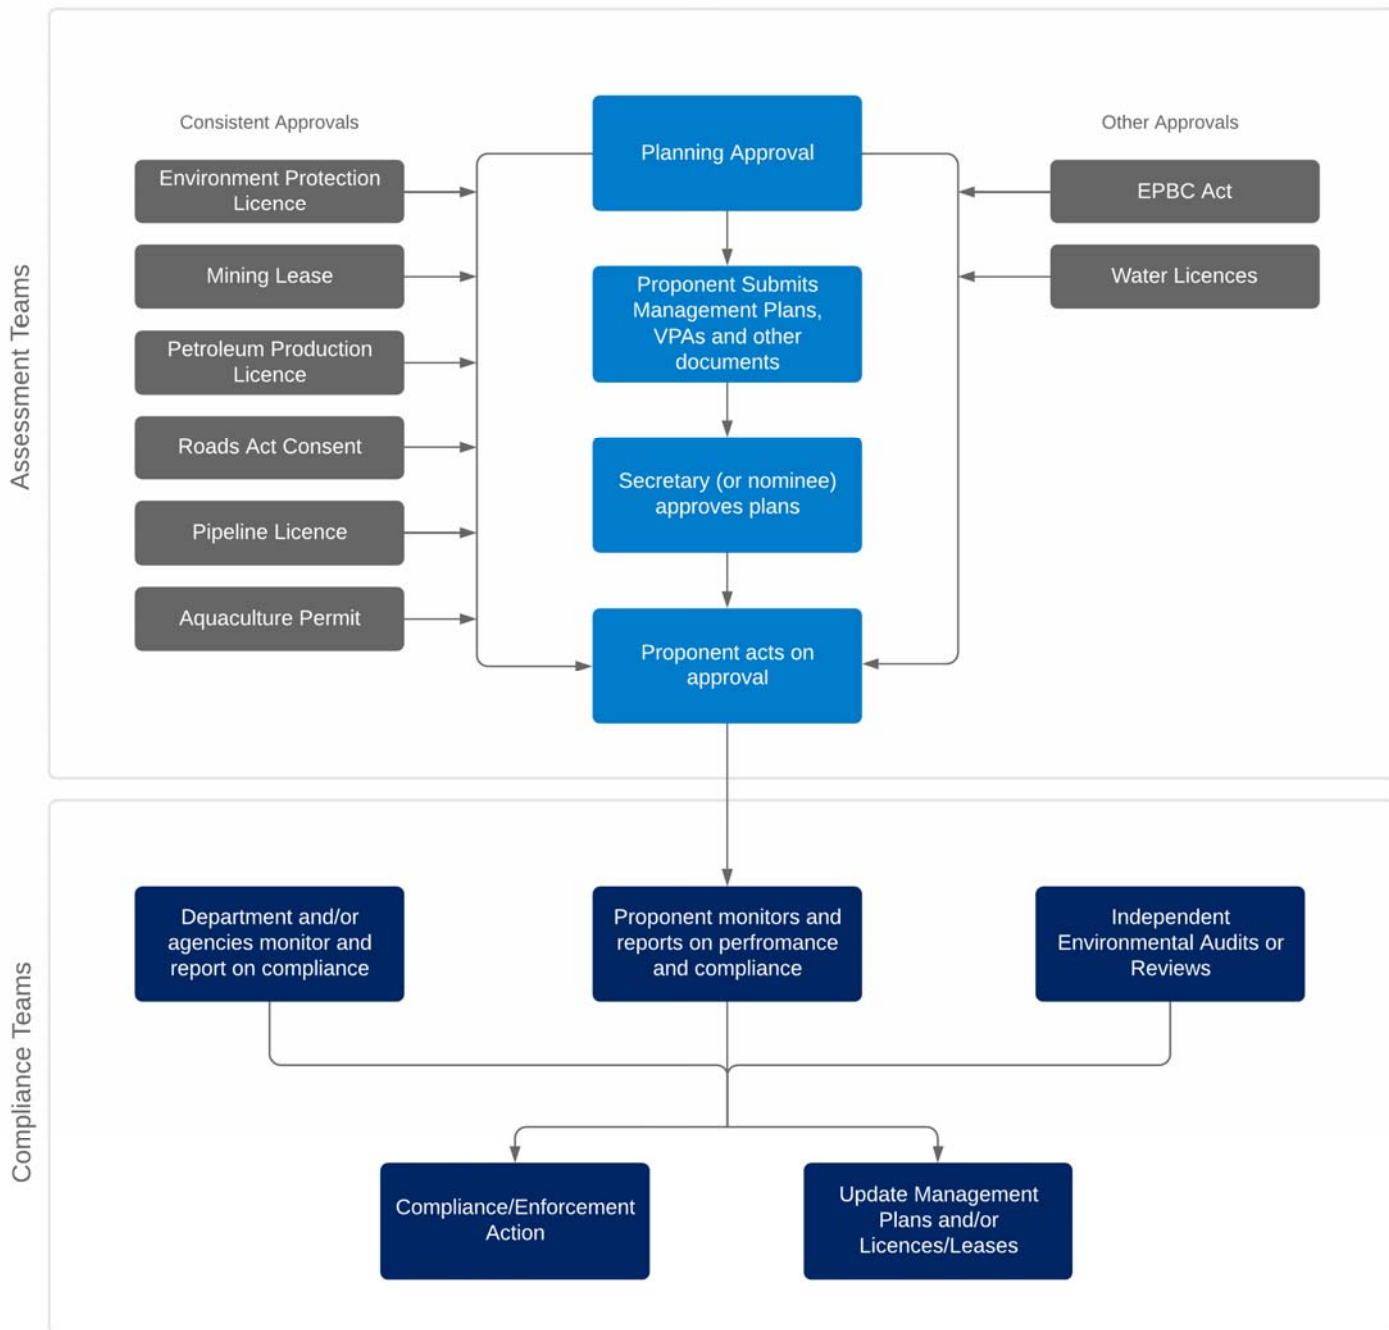 Assessment Teams
Consistent Approvals
Environment Protection
Licence
Mining Lease
Petroleum Production
Licence
Roads Act Consent
Pipeline Licence
Aquaculture Permit
Planning Approval
Proponent Submits
Management Plans,
VPAs and other
documents
Secretary (or nominee)
approves plans
Proponent acts on
approval
Other Approvals
EPBC Act
Water Licences
Compliance Teams
Department and/or
agencies monitor and
report on compliance
Proponent monitors and
reports on perfromance
and compliance
Independent
Environmental Audits or
Reviews
Compliance/Enforcement
Action
Update Management
Plans and/or
Licences/Leases